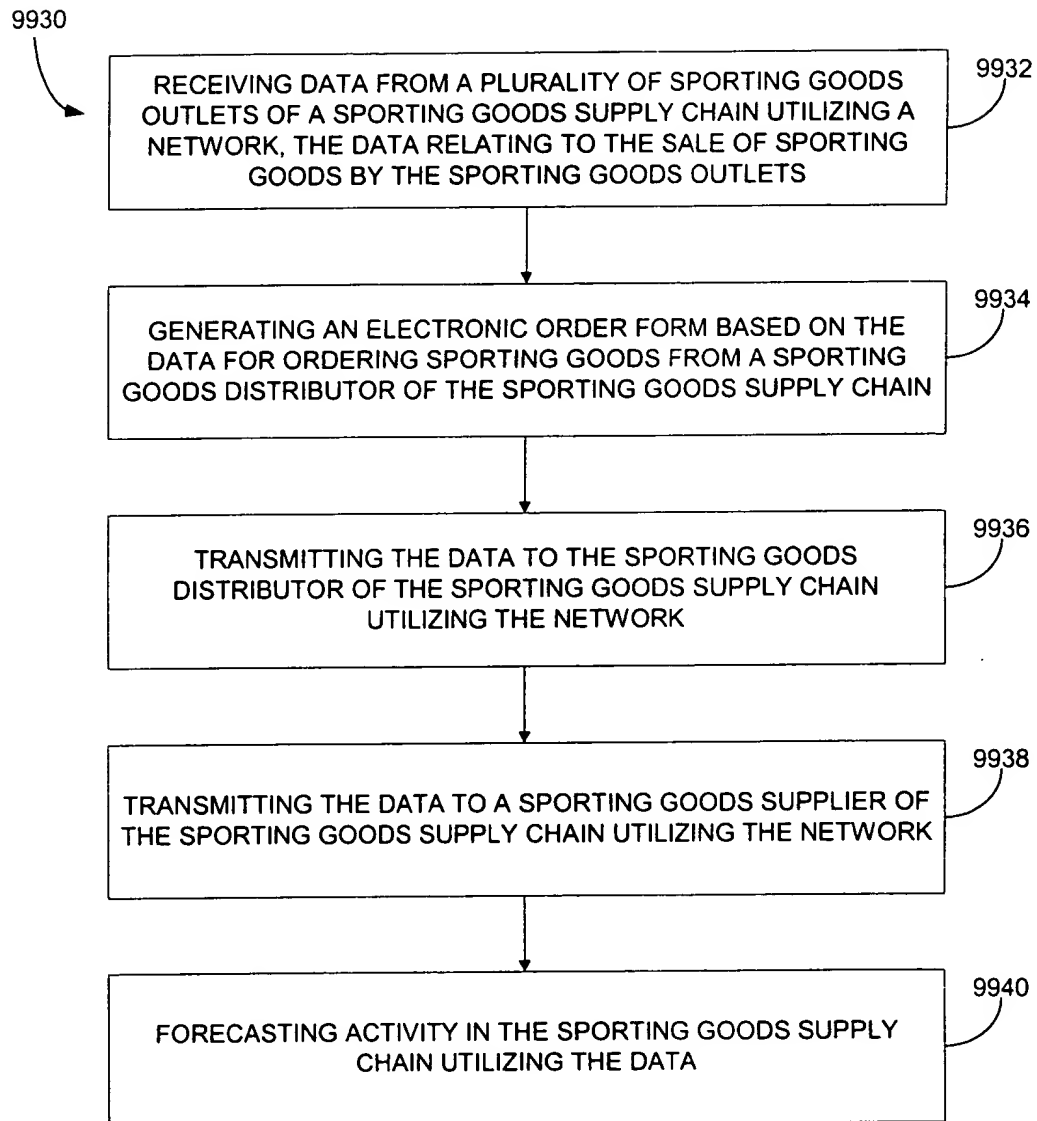 9930
RECEIVING DATA FROM A PLURALITY OF SPORTING GOODS
OUTLETS OF A SPORTING GOODS SUPPLY CHAIN UTILIZING A
NETWORK, THE DATA RELATING TO THE SALE OF SPORTING
GOODS BY THE SPORTING GOODS OUTLETS
9932
GENERATING AN ELECTRONIC ORDER FORM BASED ON THE
DATA FOR ORDERING SPORTING GOODS FROM A SPORTING
GOODS DISTRIBUTOR OF THE SPORTING GOODS SUPPLY CHAIN
9934
TRANSMITTING THE DATA TO THE SPORTING GOODS
DISTRIBUTOR OF THE SPORTING GOODS SUPPLY CHAIN
UTILIZING THE NETWORK
9936
TRANSMITTING THE DATA TO A SPORTING GOODS SUPPLIER OF
THE SPORTING GOODS SUPPLY CHAIN UTILIZING THE NETWORK
9938
FORECASTING ACTIVITY IN THE SPORTING GOODS SUPPLY
CHAIN UTILIZING THE DATA
9940